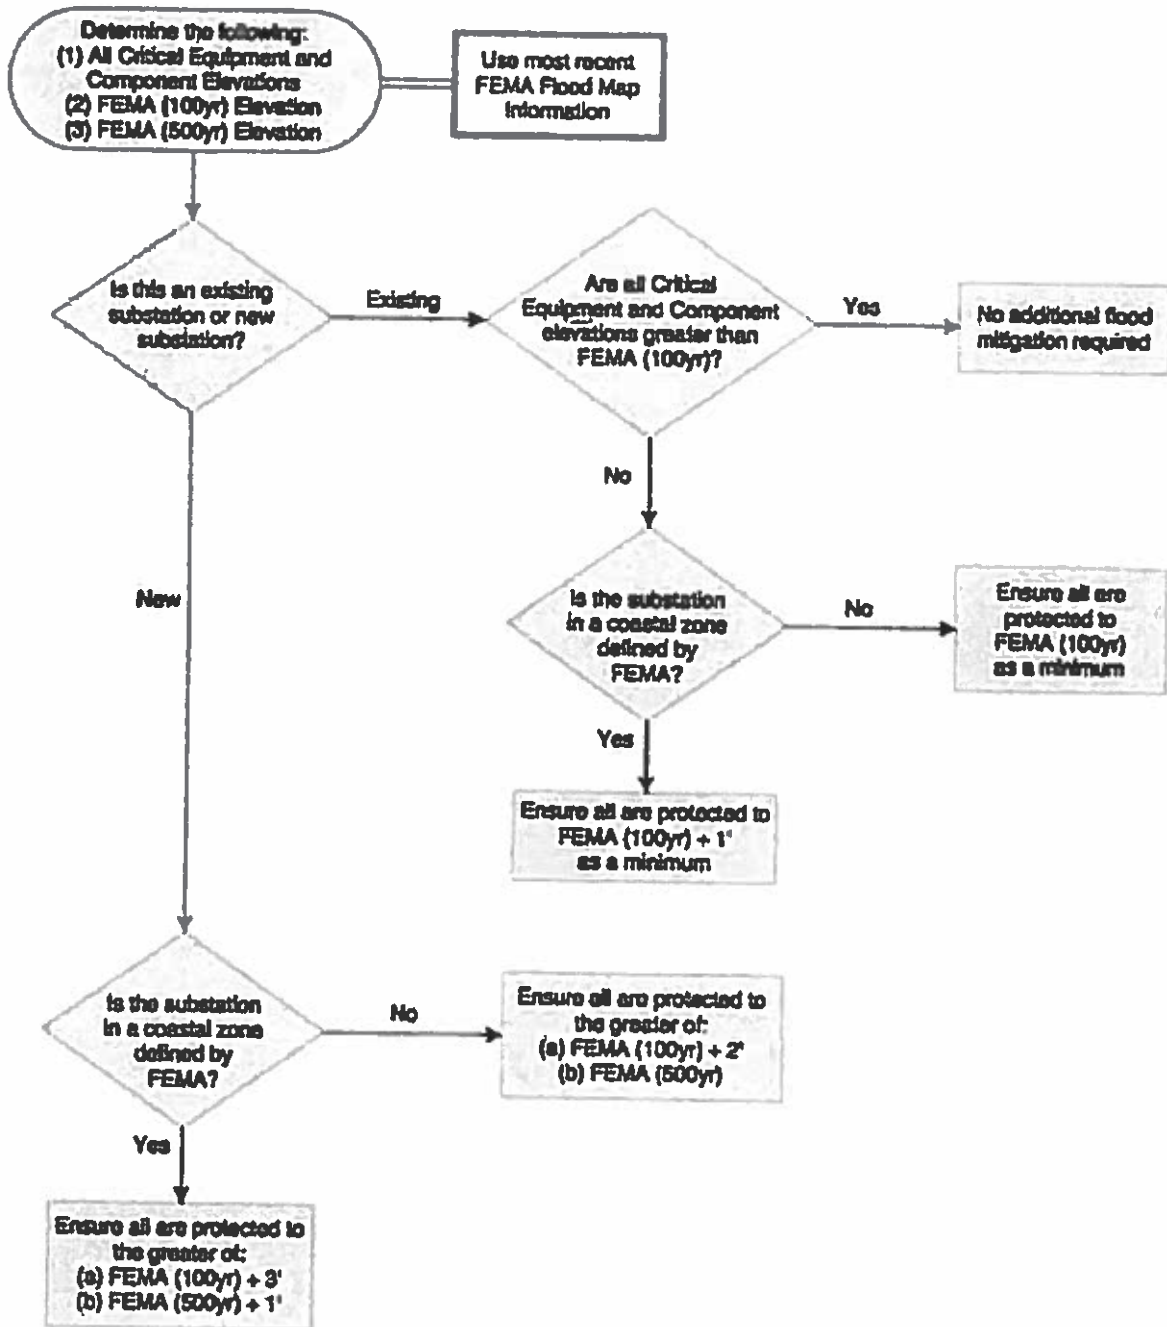 Determine the following:
(1) All Critical Equipment and
Component Elevations
(2) FEMA (100yr) Elevation
(3) FEMA (500yr) Elevation
Use most recent
FEMA Flood Map
Information
Is this an existing
substation or new
substation?
Existing
Are all Critical
Equipment and Component
elevations greater than
FEMA (100yr)?
Yes
No additional flood
mitigation required
No
New
Is the substation
in a coastal zone
defined by
FEMA?
No
Ensure all are
protected to
FEMA (100yr)
as a minimum
Yes
Ensure all are protected to
FEMA (100yr) + 1'
as a minimum
Is the substation
in a coastal zone
defined by
FEMA?
No
Ensure all are protected to
the greater of:
(a) FEMA (100yr) + 2'
(b) FEMA (500yr)
Yes
Ensure all are protected to
the greater of:
(a) FEMA (100yr) + 3'
(b) FEMA (500yr) + 1'